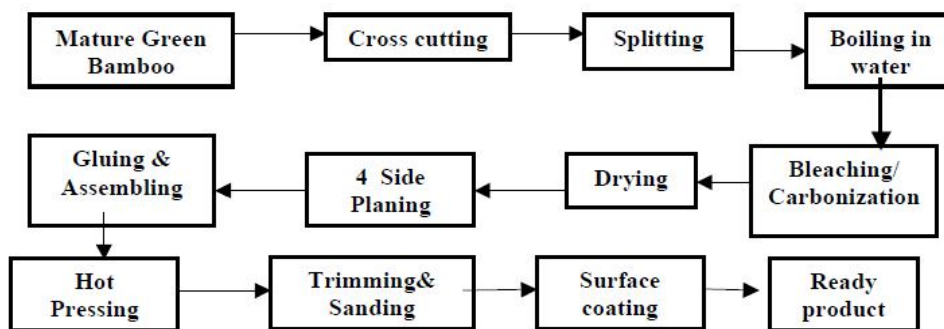 Mature Green
Bamboo
Cross cutting
Splitting
Boiling in
water
Bleaching/
Carbonization
Drying
4 Side
Planing
Gluing &
Assembling
Hot
Pressing
Trimming&
Sanding
Surface
coating
Ready
product